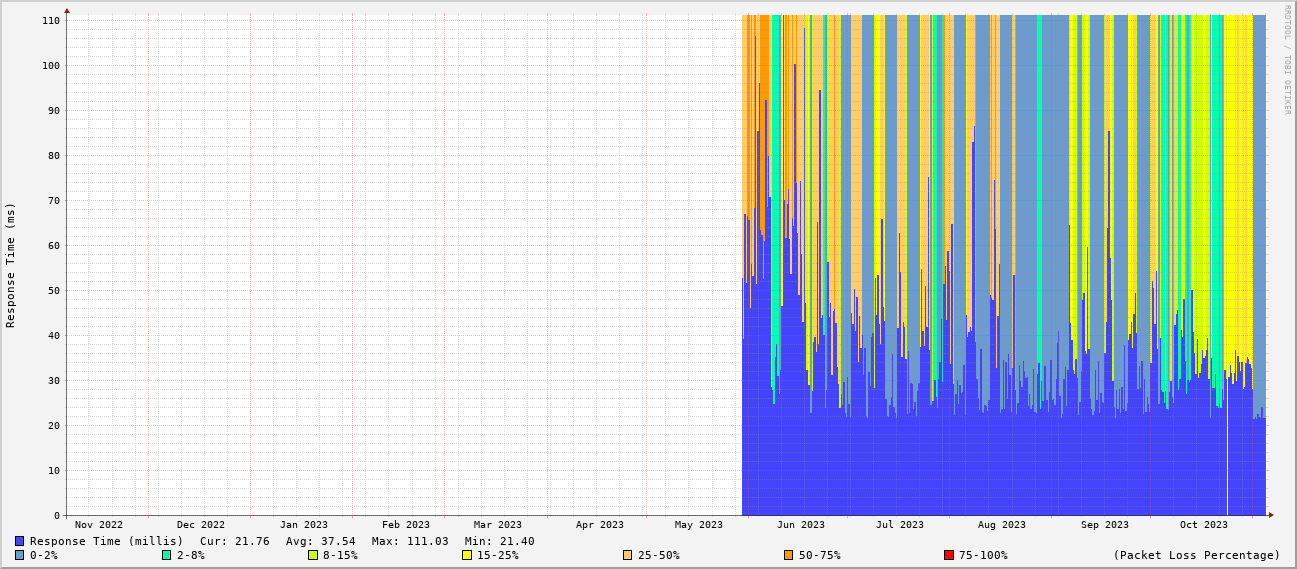 RRDTOOL / TOBI OETIKER
Response Time (ms)
110
100
90
80
70
60
50
40
30
20
10
0
Nov 2022 Dec 2022 Jan 2023 Feb 2023 Mar 2023 Apr 2023 May 2023 Jun 2023 Jul 2023 Aug 2023 Sep 2023 Oct 2023
Response Time (millis) Cur: 21.76 Avg: 37.54 Max: 111.03 Min: 21.40
0-2% 2-8% 8-15% 15-25% 25-50% 50-75% 75-100% (Packet Loss Percentage)